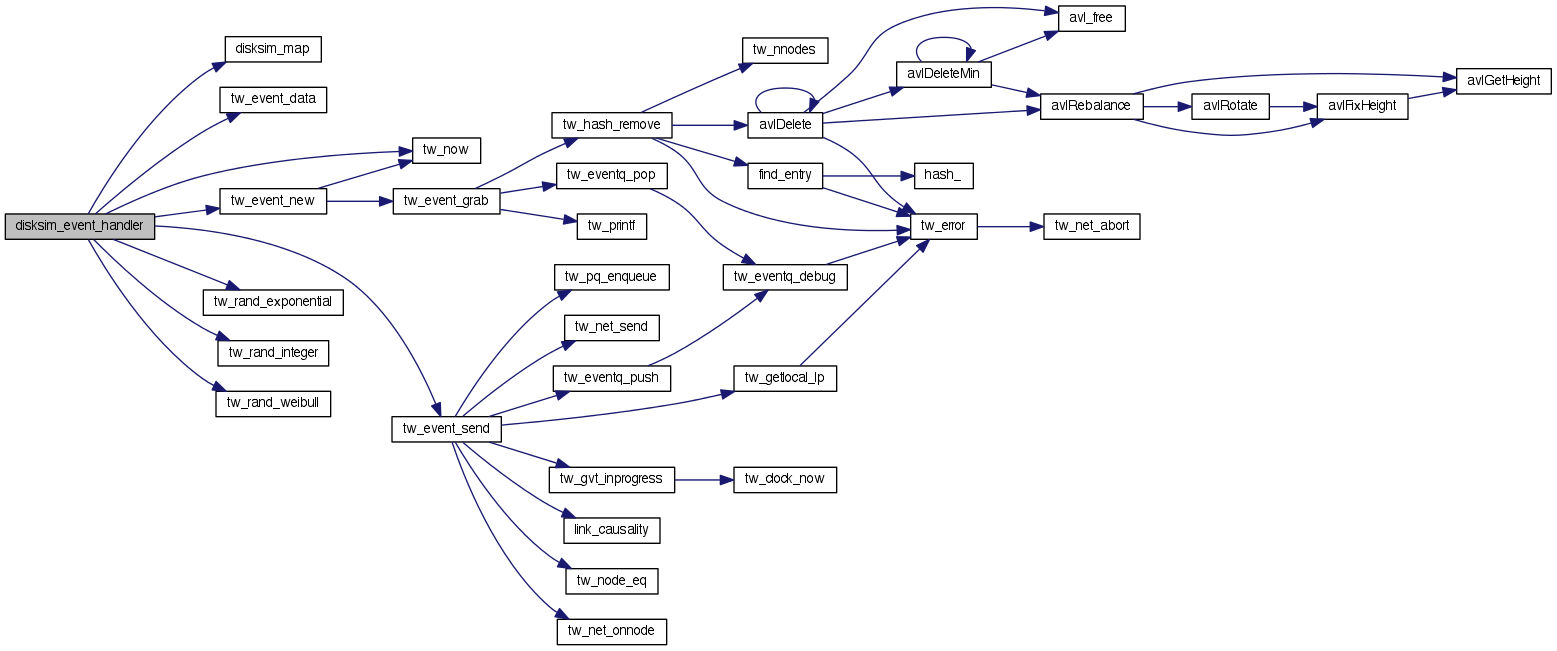 disksim_event_handler
disksim_map
tw_event_data
tw_now
tw_event_new
tw_event_grab
tw_rand_exponential
tw_rand_integer
tw_rand_weibull
tw_event_send
tw_hash_remove
tw_eventq_pop
tw_printf
tw_pq_enqueue
tw_net_send
tw_eventq_push
tw_gvt_inprogress
link_causality
tw_node_eq
tw_net_onnode
tw_nnodes
avlDelete
find_entry
tw_eventq_debug
tw_getlocal_lp
tw_clock_now
avlDeleteMin
hash_
tw_error
avl_free
avlRebalance
tw_net_abort
avlRotate
avlFixHeight
avlGetHeight